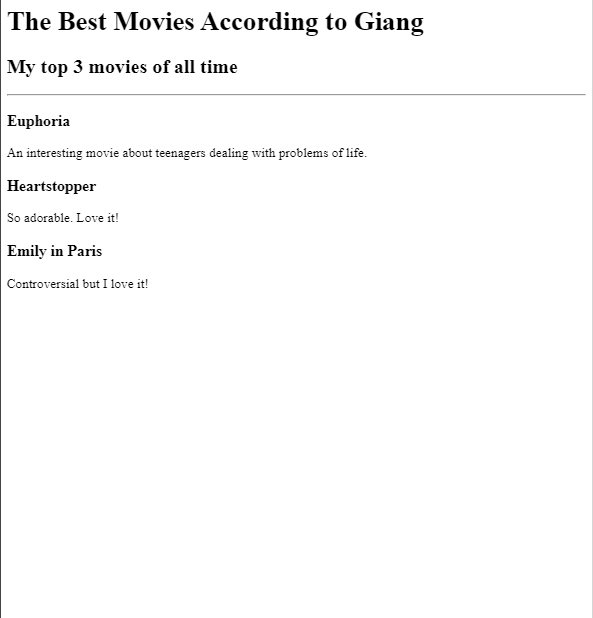 The Best Movies According to Giang
My top 3 movies of all time
Euphoria
An interesting movie about teenagers dealing with problems of life.
Heartstopper
So adorable. Love it!
Emily in Paris
Controversial but I love it!